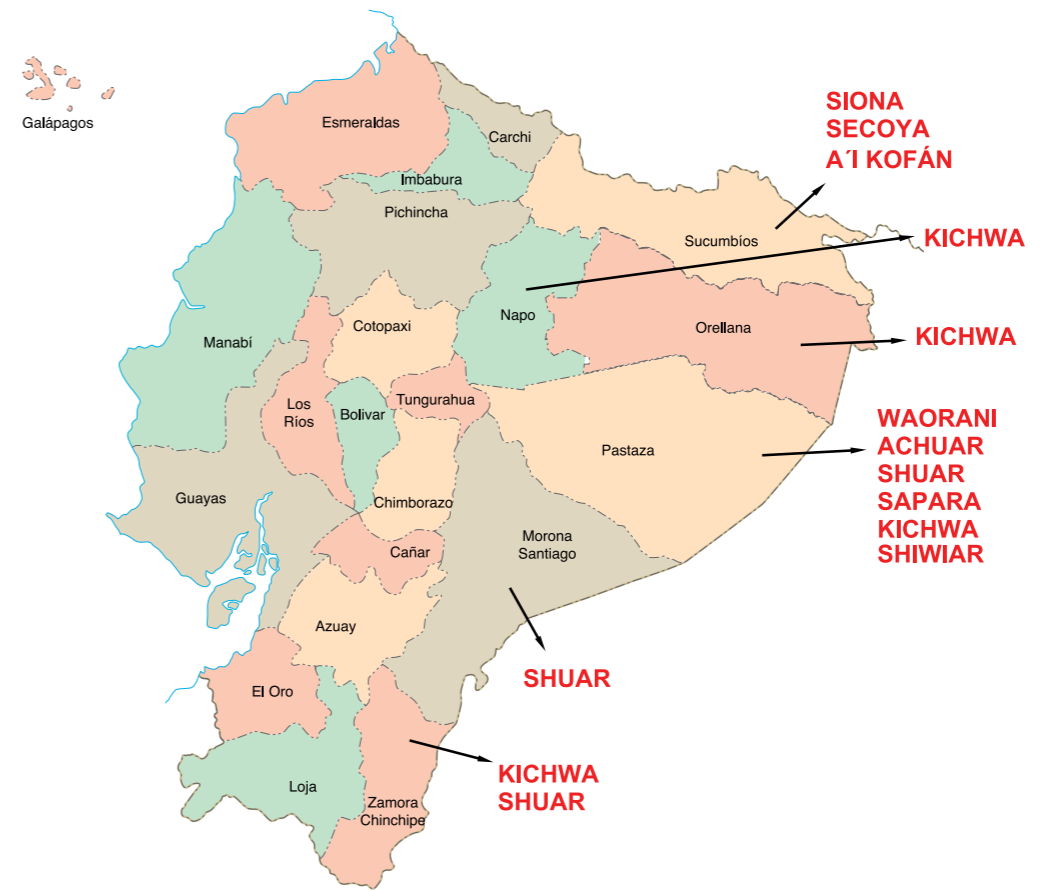 Galápagos
Esmeraldas
Carchi
Imbabura
Pichincha
Sucumbíos
SIONA
SECOYA
A´I KOFÁN
KICHWA
Napo
Orellana
KICHWA
Manabí
Cotopaxi
Los
Ríos
Bolivar
Tungurahua
Pastaza
WAORANI
ACHUAR
SHUAR
SAPARA
KICHWA
SHIWIAR
Guayas
Chimborazo
Cañar
Morona
Santiago
SHUAR
Azuay
El Oro
Loja
Zamora
Chinchipe
KICHWA
SHUAR